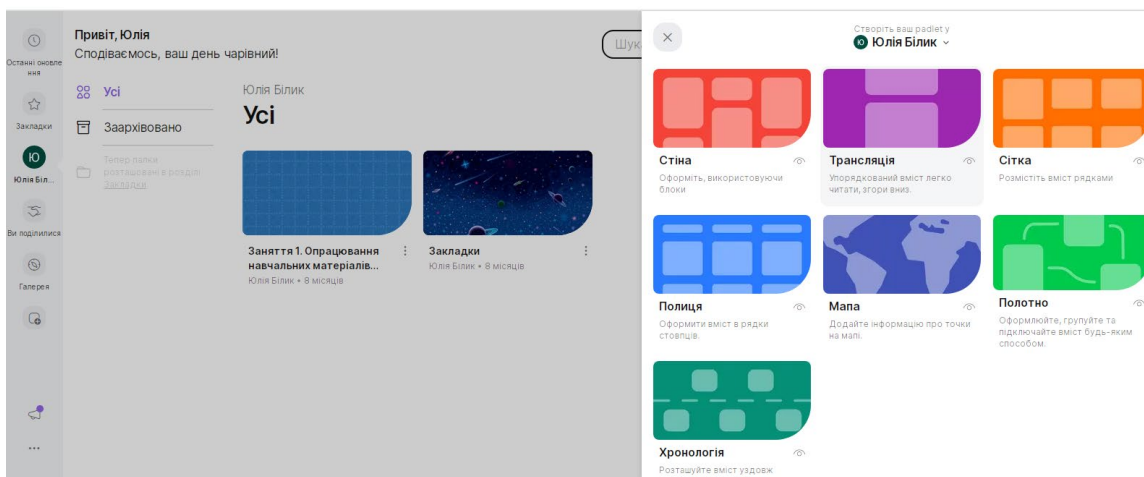 Останні оновле
ння
Закладки
Ю
Юлія Біл...
Ви поділилися
Галерея
Привіт, Юлія
Сподіваємось, ваш день чарівний!
Шук
Усі
Заархівовано
Тепер папки
розташовані в розділі
Закладки.
Юлія Білик
Усі
Заняття 1. Опрацювання
навчальних матеріалів...
Юлія Білик • 8 місяців
Закладки
Юлія Білик • 8 місяців
Створіть ваш padlet у
Ю Юлія Білик
Стіна
Оформіть, використовуючи
блоки
Трансляція
Упорядкований вміст легко
читати, згори вниз.
Сітка
Розмістіть вміст рядками
Полиця
Оформити вміст в рядки
стовпців.
Мапа
Додайте інформацію про точки
на мапі.
Полотно
Оформлюйте, групуйте та
підключайте вміст будь-яким
способом.
Хронологія
Розташуйте вміст уздовж